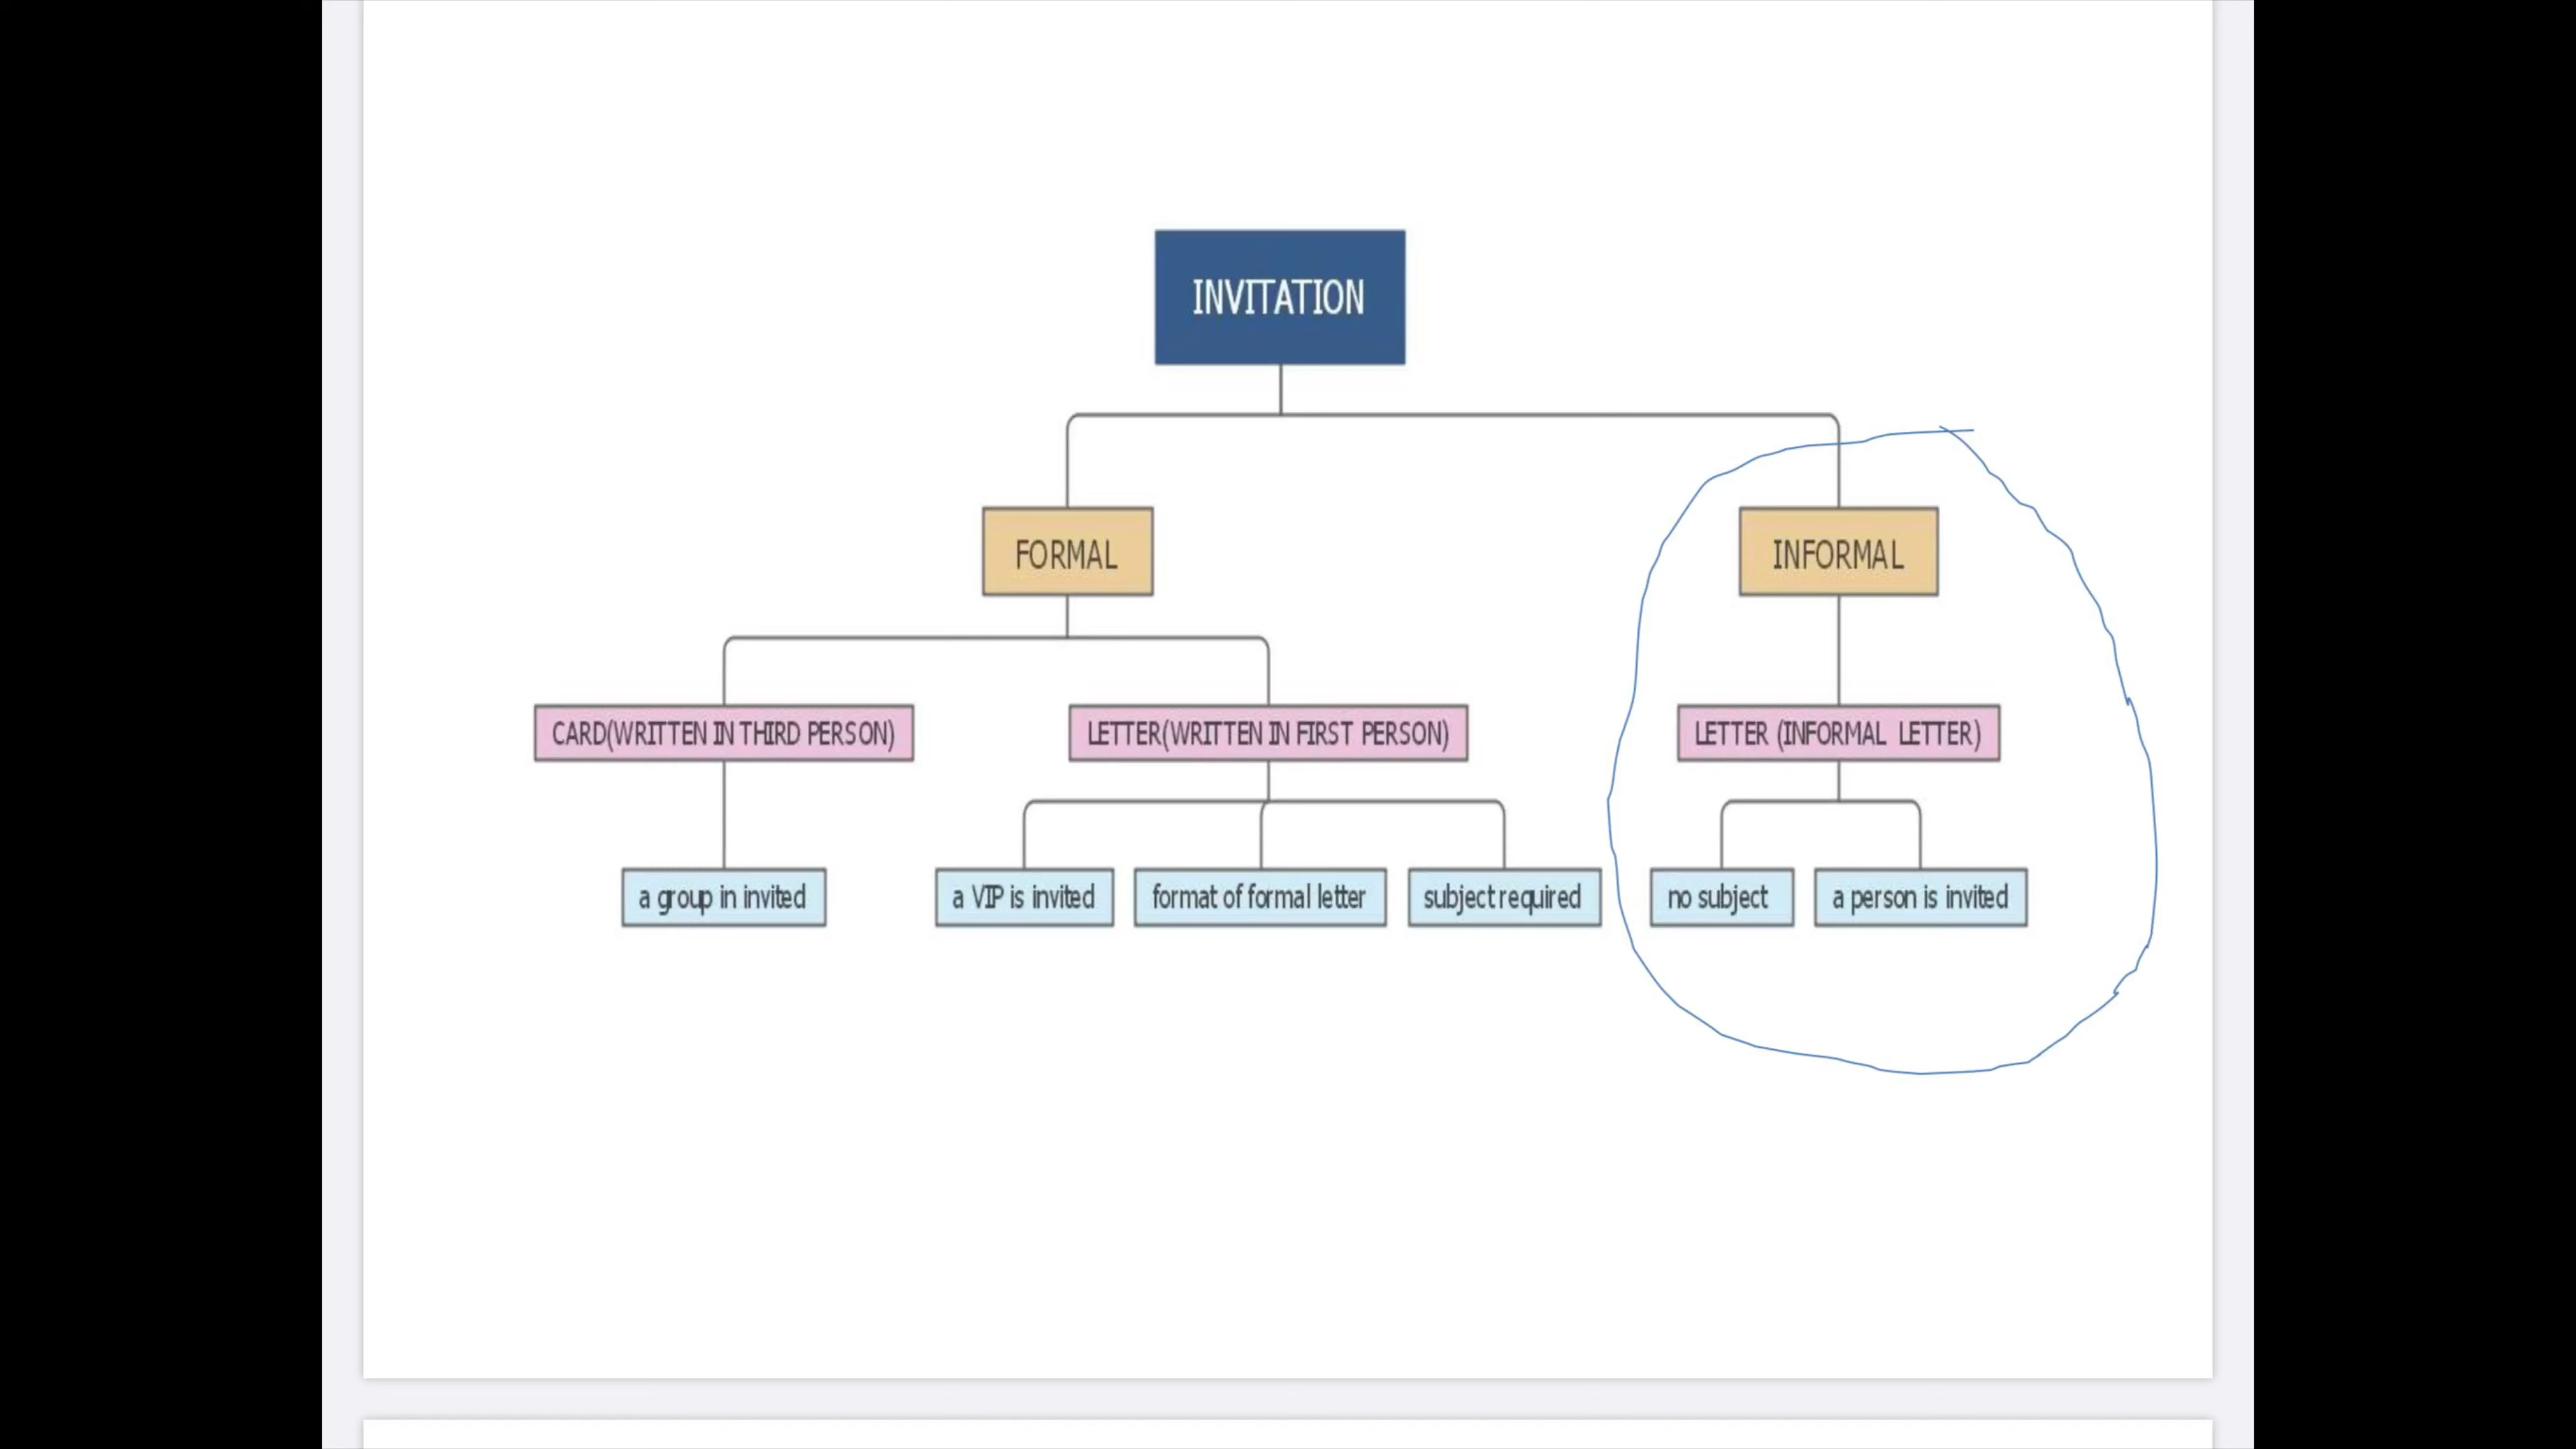 INVITATION
FORMAL
INFORMAL
CARD(WRITTEN IN THIRD PERSON)
LETTER(WRITTEN IN FIRST PERSON)
LETTER (INFORMAL LETTER)
a group in invited
a VIP is invited
format of formal letter
subject required
no subject
a person is invited